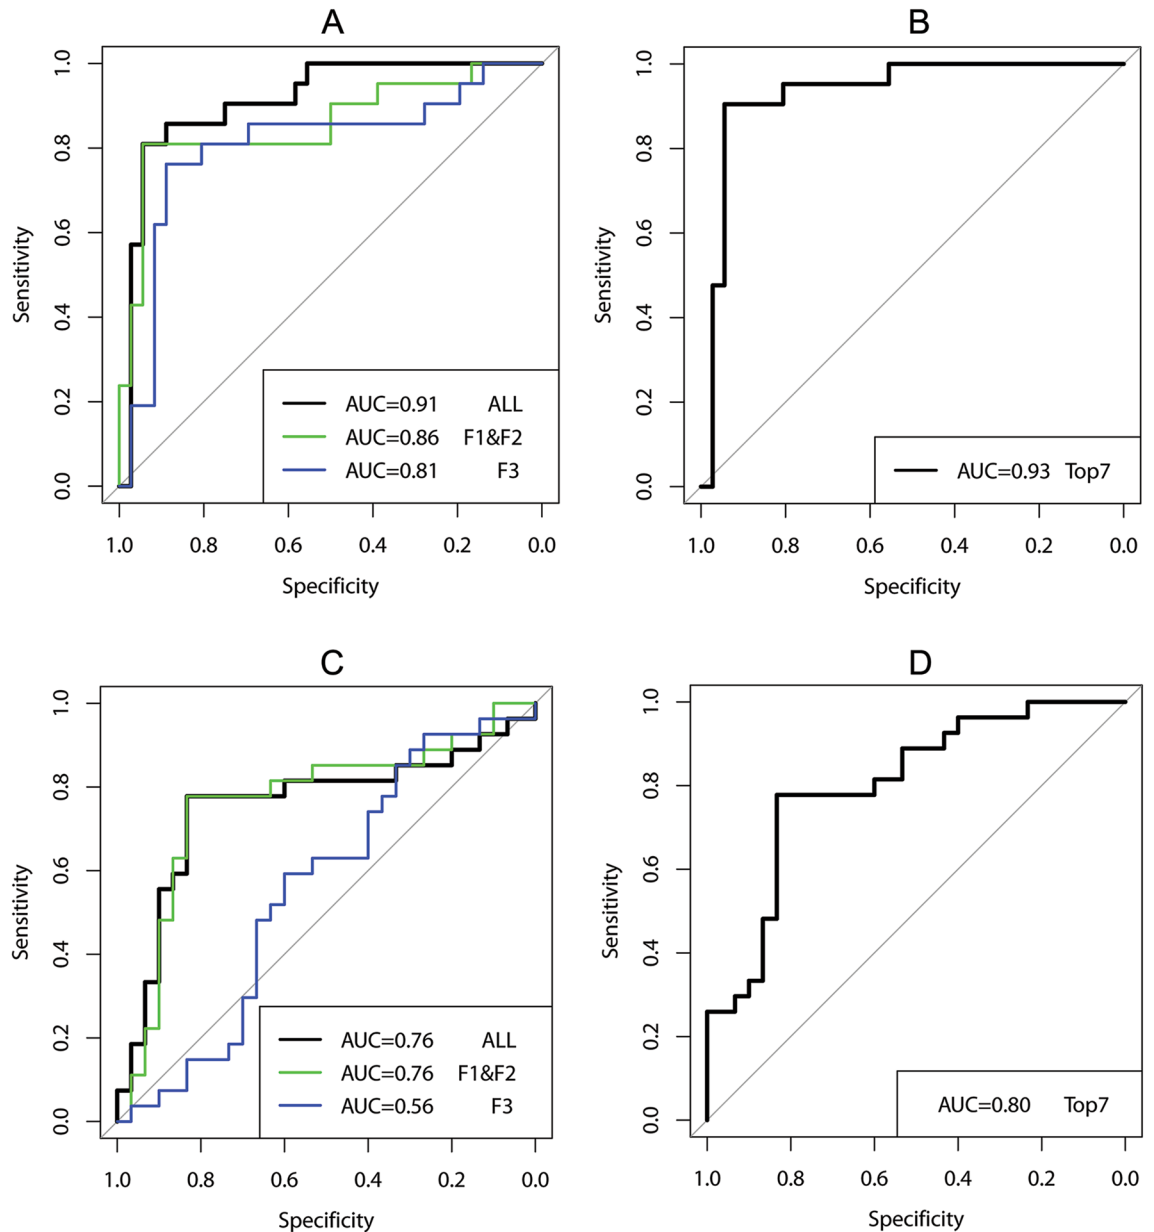 A
Sensitivity
1.0
0.8
0.6
0.4
0.2
0.0
AUC=0.91 ALL
AUC=0.86 F1&F2
AUC=0.81 F3
1.0 0.8 0.6 0.4 0.2 0.0
Specificity
B
Sensitivity
1.0
0.8
0.6
0.4
0.2
0.0
AUC=0.93 Top7
1.0 0.8 0.6 0.4 0.2 0.0
Specificity
C
Sensitivity
1.0
0.8
0.6
0.4
0.2
0.0
AUC=0.76 ALL
AUC=0.76 F1&F2
AUC=0.56 F3
1.0 0.8 0.6 0.4 0.2 0.0
Specificity
D
Sensitivity
1.0
0.8
0.6
0.4
0.2
0.0
AUC=0.80 Top7
1.0 0.8 0.6 0.4 0.2 0.0
Specificity